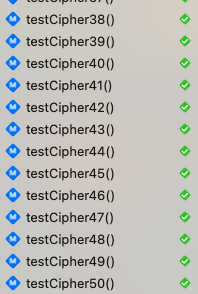 M testCipher38()
M testCipher39()
M testCipher40()
M testCipher41()
M testCipher42()
M testCipher43()
M testCipher44()
M testCipher45()
M testCipher46()
M testCipher47()
M testCipher48()
M testCipher49()
M testCipher50()